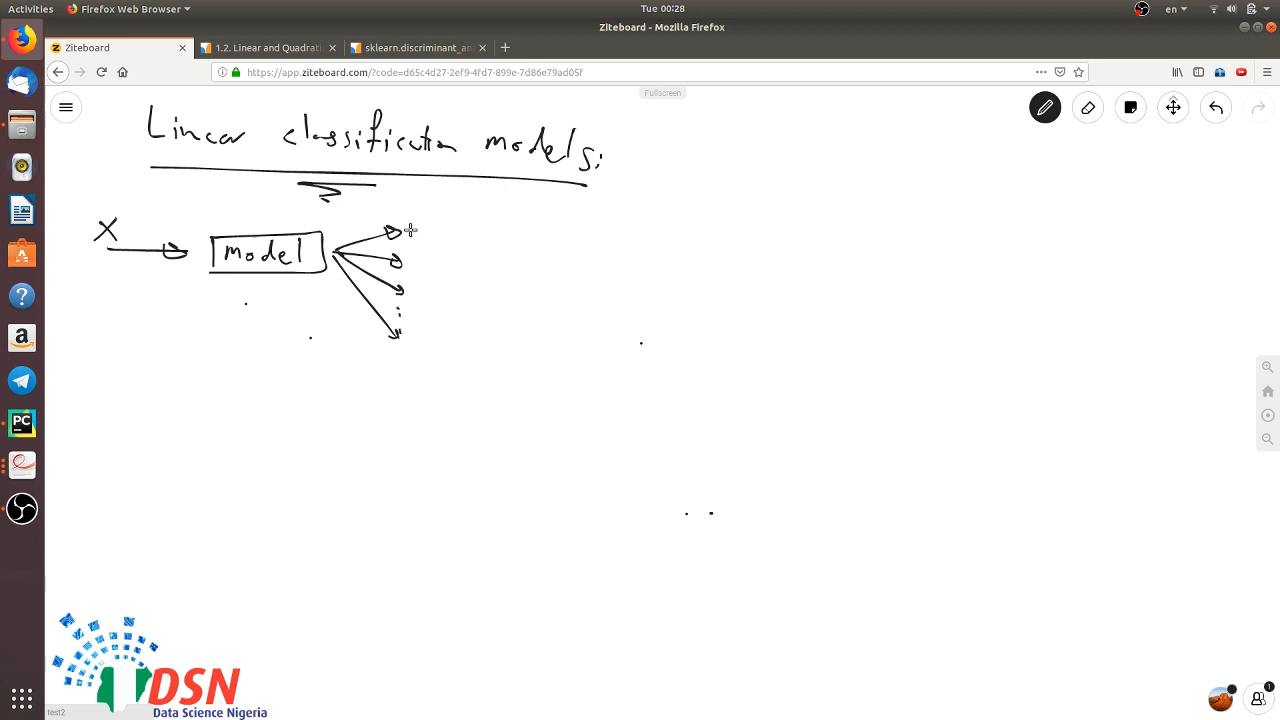 Activities Firefox Web Browser Tue 00:28 en
Ziteboard - Mozilla Firefox
Ziteboard 1.2. Linear and Quadrati sklearn.discriminant_an
https://app.ziteboard.com/?code=d65c4d27-2ef9-4fd7-899e-7d86e79ad05f
Fullscreen
Linear classification models:
X
model
PC
DSN
Data Science Nigeria
test2
1